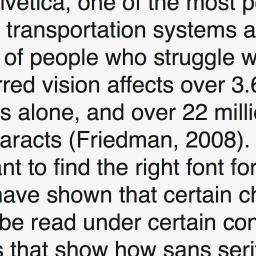 lvetica, one of the most p
transportation systems a
of people who struggle w
rred vision affects over 3.6
s alone, and over 22 milli
aracts (Friedman, 2008).
ant to find the right font for
have shown that certain ch
be read under certain con
s that show how sans seri